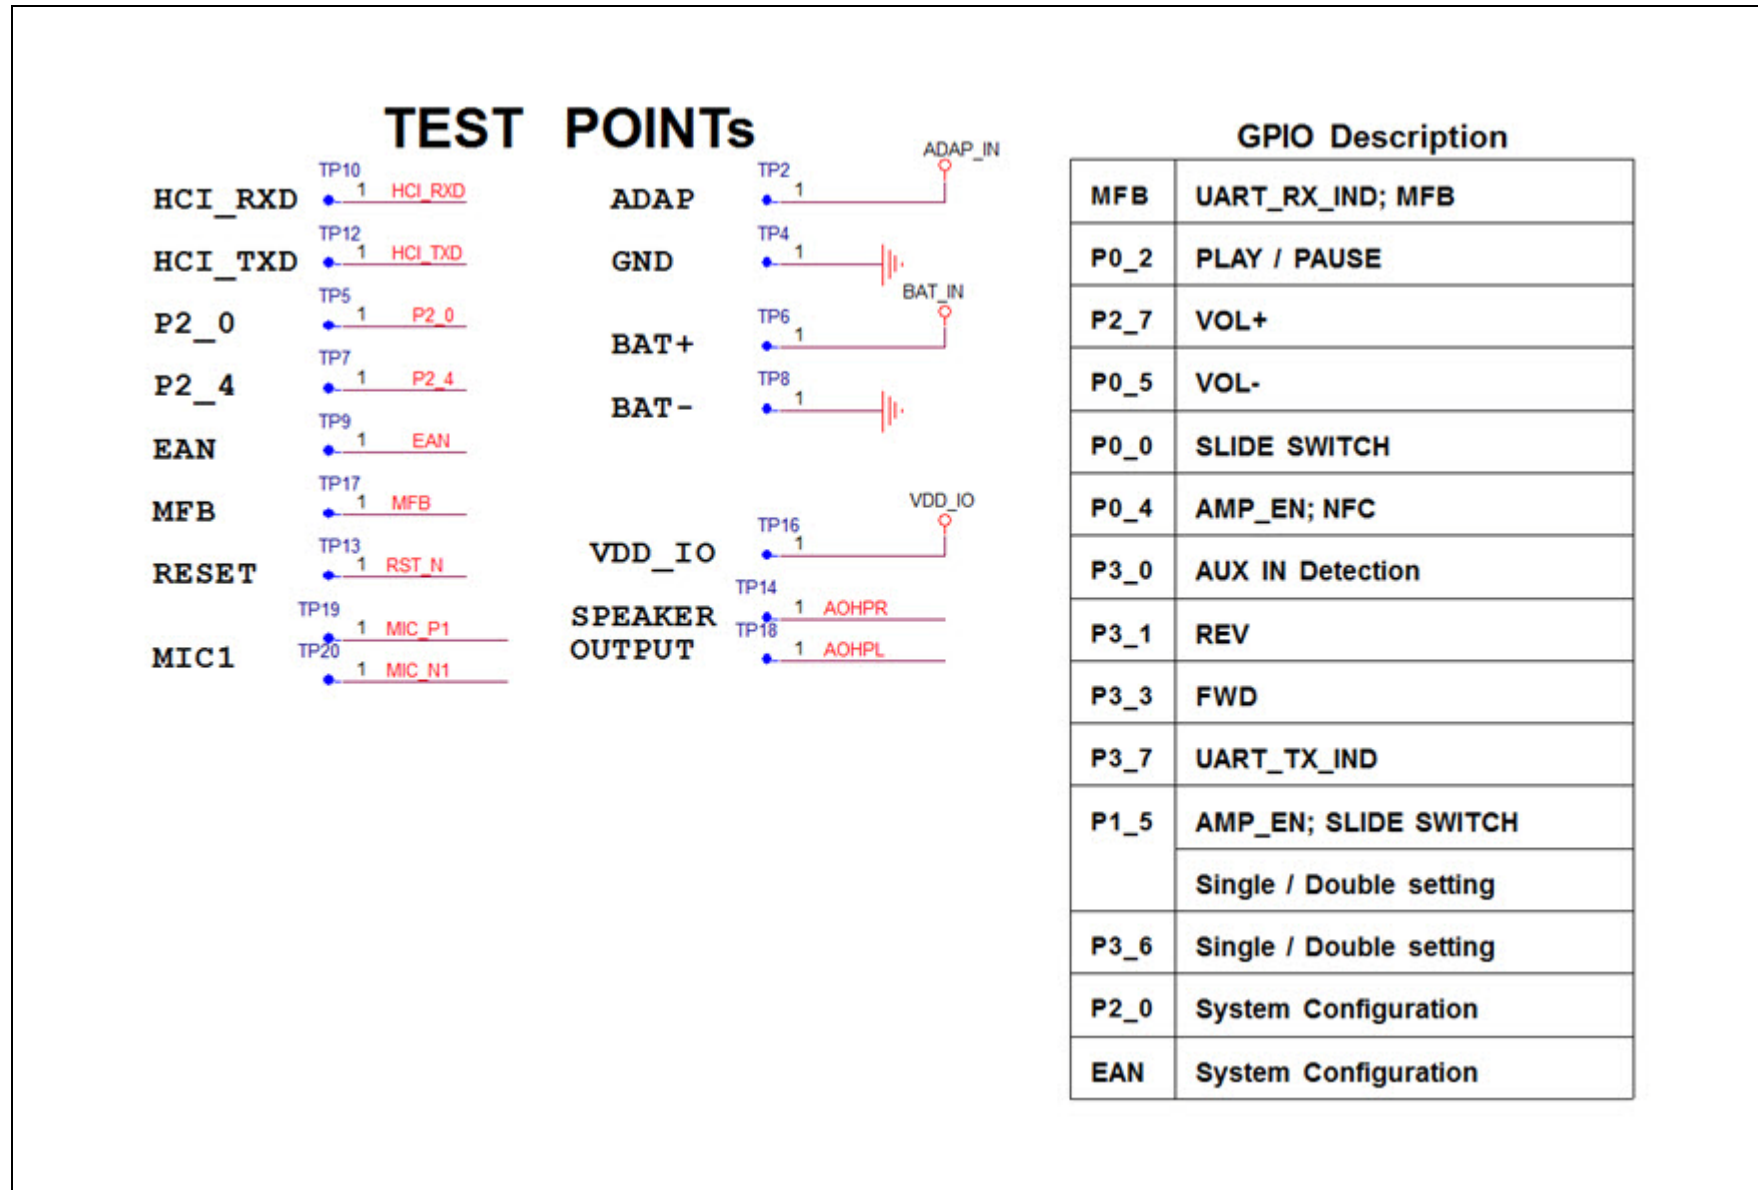 TEST POINTs
TP10
HCI_RXD 1 HCI_RXD
TP12
HCI_TXD 1 HCI_TXD
TP5
P2_0 1 P2_0
TP7
P2_4 1 P2_4
TP9
EAN 1 EAN
TP17
MFB 1 MFB
TP13
RESET 1 RST_N
TP19
1 MIC_P1
MIC1
TP20
1 MIC_N1
ADAP_IN
TP2
ADAP 1
TP4
GND 1
BAT_IN
TP6
BAT+ 1
TP8
BAT- 1
VDD_IO
TP16
VDD_IO 1
TP14
SPEAKER 1 AOHPR
TP18
OUTPUT 1 AOHPL
GPIO Description
MFB UART_RX_IND; MFB
P0_2 PLAY / PAUSE
P2_7 VOL+
P0_5 VOL-
P0_0 SLIDE SWITCH
P0_4 AMP_EN; NFC
P3_0 AUX IN Detection
P3_1 REV
P3_3 FWD
P3_7 UART_TX_IND
P1_5 AMP_EN; SLIDE SWITCH
Single / Double setting
P3_6 Single / Double setting
P2_0 System Configuration
EAN System Configuration